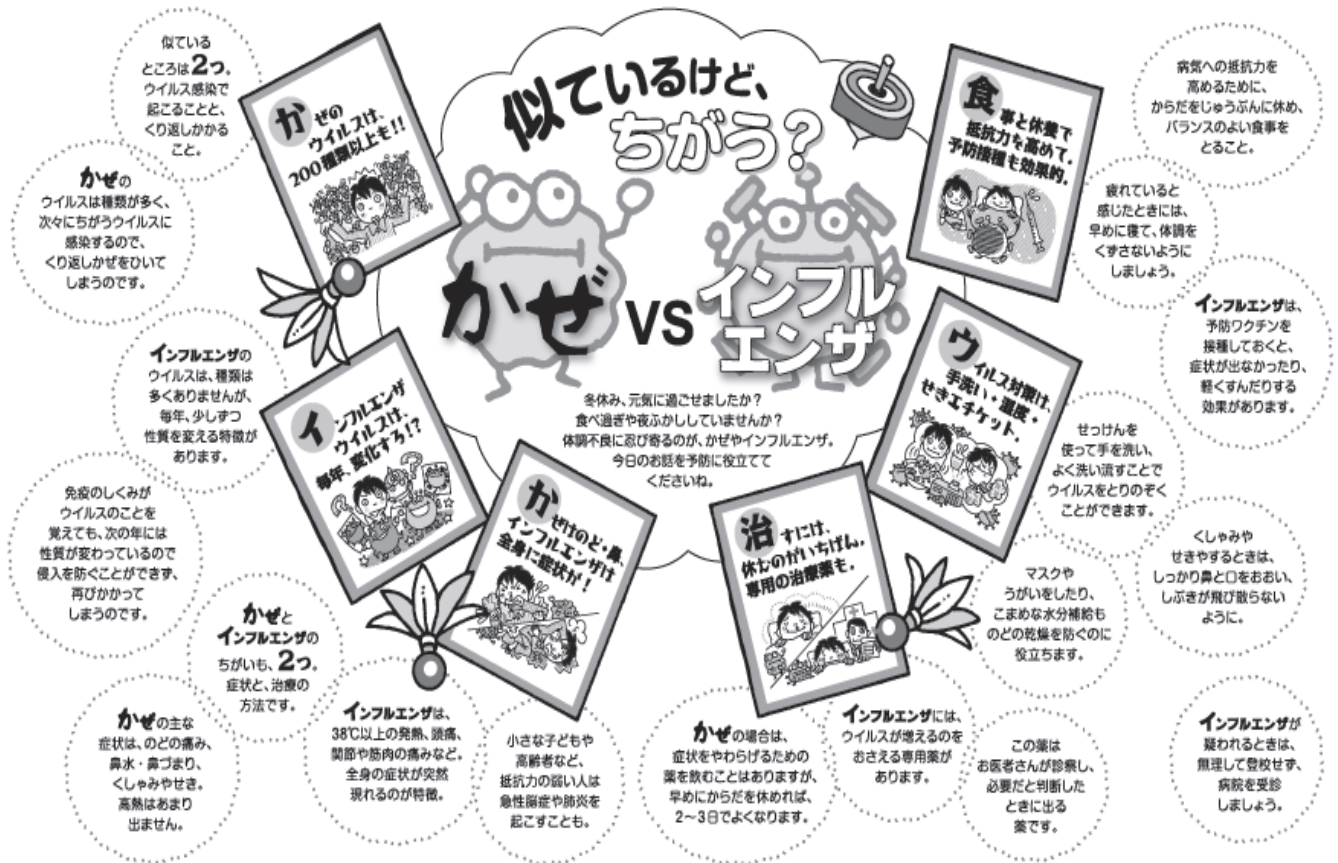 似ているけど、
ちがう?
かぜ VS インフル
エンザ
冬休み、元気に過ごせましたか?
食べ過ぎや夜ふかししていませんか?
体調不良に忍び寄るのが、かぜやインフルエンザ。
今日のお話を予防に役立てて
くださいね。
似ている
ところは2つ。
ウイルス感染で
起こることと、
くり返しかかる
こと。
かぜの
ウイルスは、
200種類以上も!!
かぜの
ウイルスは種類が多く、
次々にちがうウイルスに
感染するので、
くり返しかぜをひいて
しまうのです。
インフルエンザ
ウイルスは、
毎年、変化する!?
インフルエンザの
ウイルスは、種類は
多くありませんが、
毎年、少しずつ
性質を変える特徴が
あります。
免疫のしくみが
ウイルスのことを
覚えても、次の年には
性質が変わっているので
侵入を防ぐことができず、
再びかかって
しまうのです。
かぜと
インフルエンザの
ちがいも、2つ。
症状と、治療の
方法です。
かぜはのど・鼻、
インフルエンザは
全身に症状が!
かぜの主な
症状は、のどの痛み、
鼻水・鼻づまり、
くしゃみやせき。
高熱はあまり
出ません。
インフルエンザは、
38℃以上の発熱、頭痛、
関節や筋肉の痛みなど。
全身の症状が突然
現れるのが特徴。
小さな子どもや
高齢者など、
抵抗力の弱い人は
急性脳症や肺炎を
起こすことも。
治すには、
休むのがいちばん。
専用の治療薬も。
かぜの場合は、
症状をやわらげるための
薬を飲むことはありますが、
早めにからだを休めれば、
2～3日でよくなります。
インフルエンザには、
ウイルスが増えるのを
おさえる専用薬が
あります。
この薬は
お医者さんが診察し、
必要だと判断した
ときに出る
薬です。
インフルエンザが
疑われるときは、
無理して登校せず、
病院を受診
しましょう。
ウイルス対策は、
手洗い・湿度・
せきエチケット。
せっけんを
使って手を洗い、
よく洗い流すことで
ウイルスをとりのぞく
ことができます。
くしゃみや
せきやするときは、
しっかり鼻と口をおおい、
しぶきが飛び散らない
ように。
マスクや
うがいをしたり、
こまめな水分補給も
のどの乾燥を防ぐのに
役立ちます。
食事と休養で
抵抗力を高めて。
予防接種も効果的。
病気への抵抗力を
高めるために、
からだをじゅうぶんに休め、
バランスのよい食事を
とること。
疲れていると
感じたときには、
早めに寝て、体調を
くずさないように
しましょう。
インフルエンザは、
予防ワクチンを
接種しておくと、
症状が出なかったり、
軽くすんだりする
効果があります。